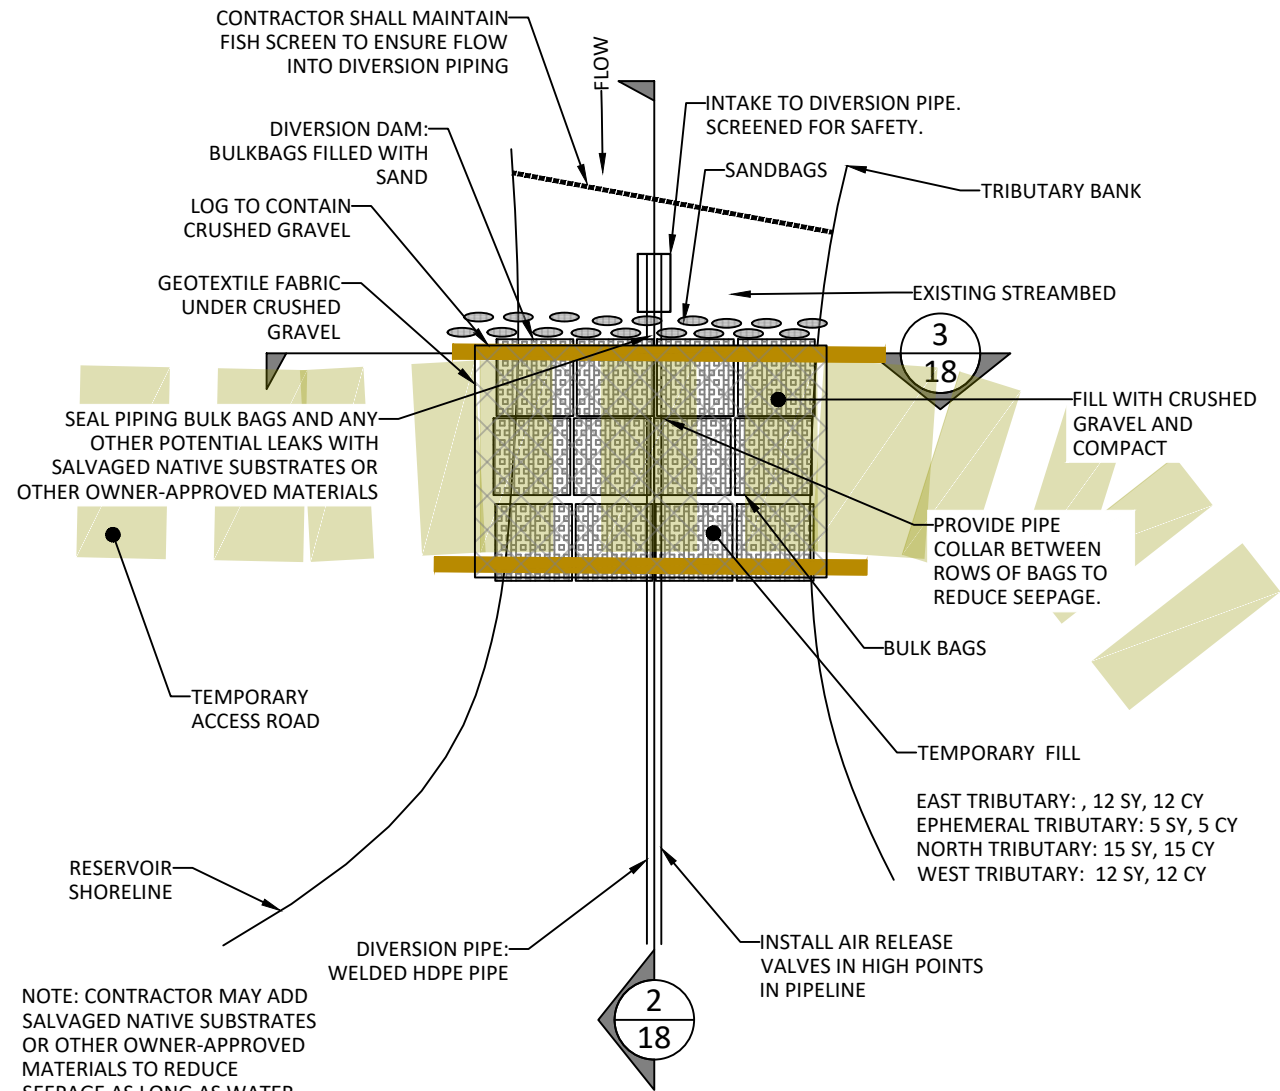 CONTRACTOR SHALL MAINTAIN
FISH SCREEN TO ENSURE FLOW
INTO DIVERSION PIPING
FLOW
INTAKE TO DIVERSION PIPE.
SCREENED FOR SAFETY.
DIVERSION DAM:
BULKBAGS FILLED WITH
SAND
SANDBAGS
TRIBUTARY BANK
LOG TO CONTAIN
CRUSHED GRAVEL
GEOTEXTILE FABRIC
UNDER CRUSHED
GRAVEL
EXISTING STREAMBED
3
18
SEAL PIPING BULK BAGS AND ANY
OTHER POTENTIAL LEAKS WITH
SALVAGED NATIVE SUBSTRATES OR
OTHER OWNER-APPROVED MATERIALS
FILL WITH CRUSHED
GRAVEL AND
COMPACT
PROVIDE PIPE
COLLAR BETWEEN
ROWS OF BAGS TO
REDUCE SEEPAGE.
BULK BAGS
TEMPORARY
ACCESS ROAD
TEMPORARY  FILL
EAST TRIBUTARY: , 12 SY, 12 CY
EPHEMERAL TRIBUTARY: 5 SY, 5 CY
NORTH TRIBUTARY: 15 SY, 15 CY
WEST TRIBUTARY:  12 SY, 12 CY
RESERVOIR
SHORELINE
DIVERSION PIPE:
WELDED HDPE PIPE
INSTALL AIR RELEASE
VALVES IN HIGH POINTS
IN PIPELINE
2
18
NOTE: CONTRACTOR MAY ADD
SALVAGED NATIVE SUBSTRATES
OR OTHER OWNER-APPROVED
MATERIALS TO REDUCE
SEEPAGE AS LONG AS WATER